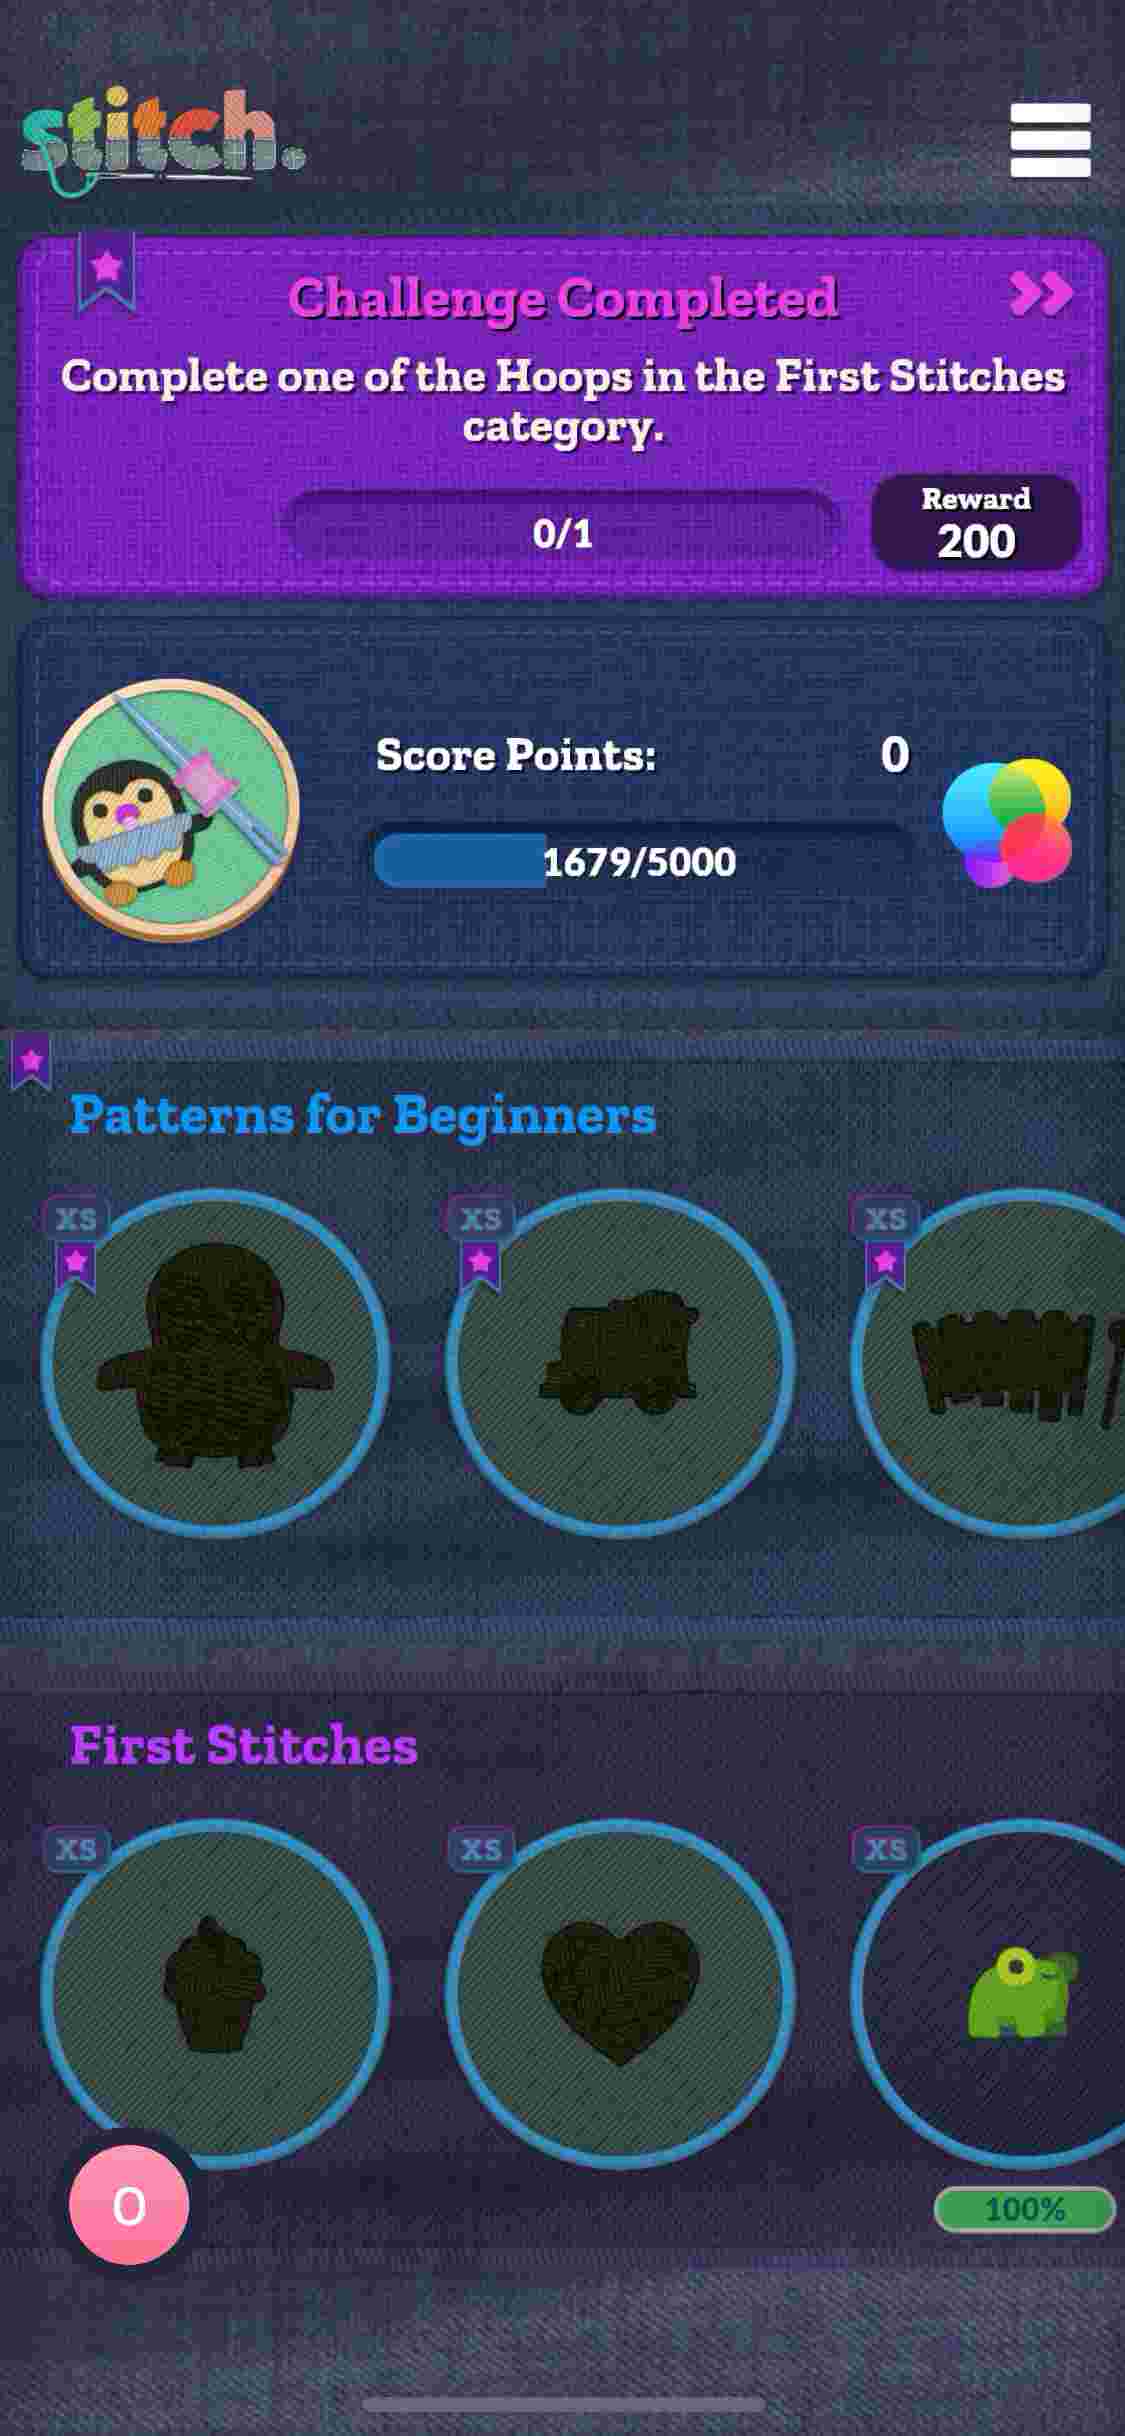 stitch.
Challenge Completed
Complete one of the Hoops in the First Stitches
category.
0/1
Reward
200
Score Points:
0
1679/5000
Patterns for Beginners
XS
XS
XS
First Stitches
XS
XS
XS
0
100%